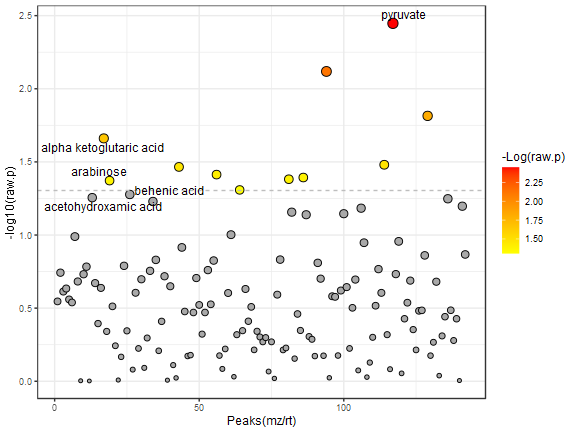 pyruvate
alpha ketoglutaric acid
arabinose
behenic acid
acetohydroxamic acid
-log10(raw.p)
2.5
2.0
1.5
1.0
0.5
0.0
0
50
100
Peaks(mz/rt)
-Log(raw.p)
2.25
2.00
1.75
1.50